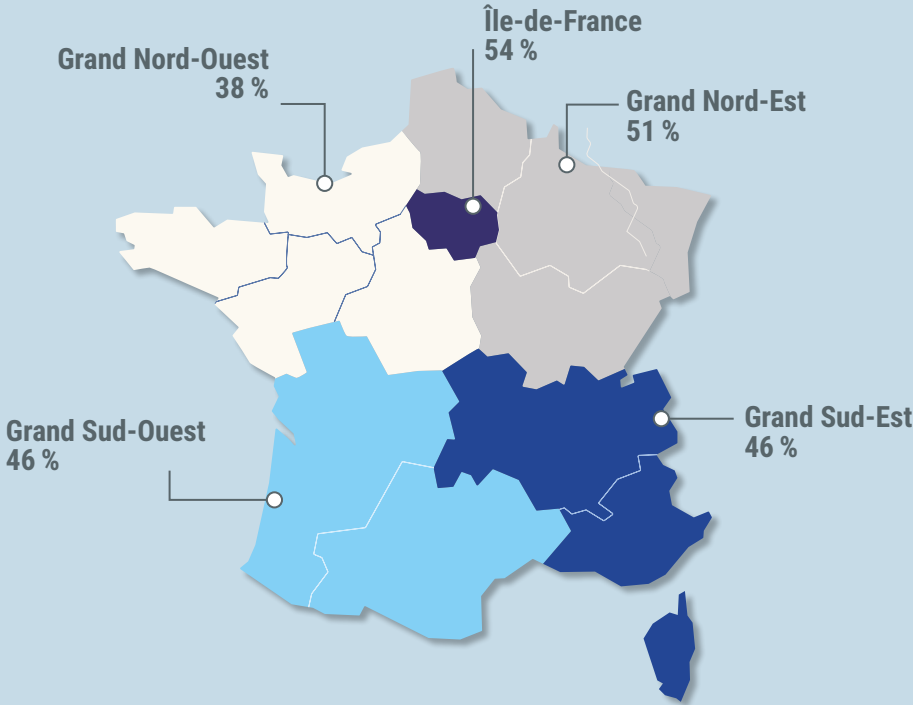 Île-de-France
54 %
Grand Nord-Ouest
38 %
Grand Nord-Est
51 %
Grand Sud-Ouest
46 %
Grand Sud-Est
46 %